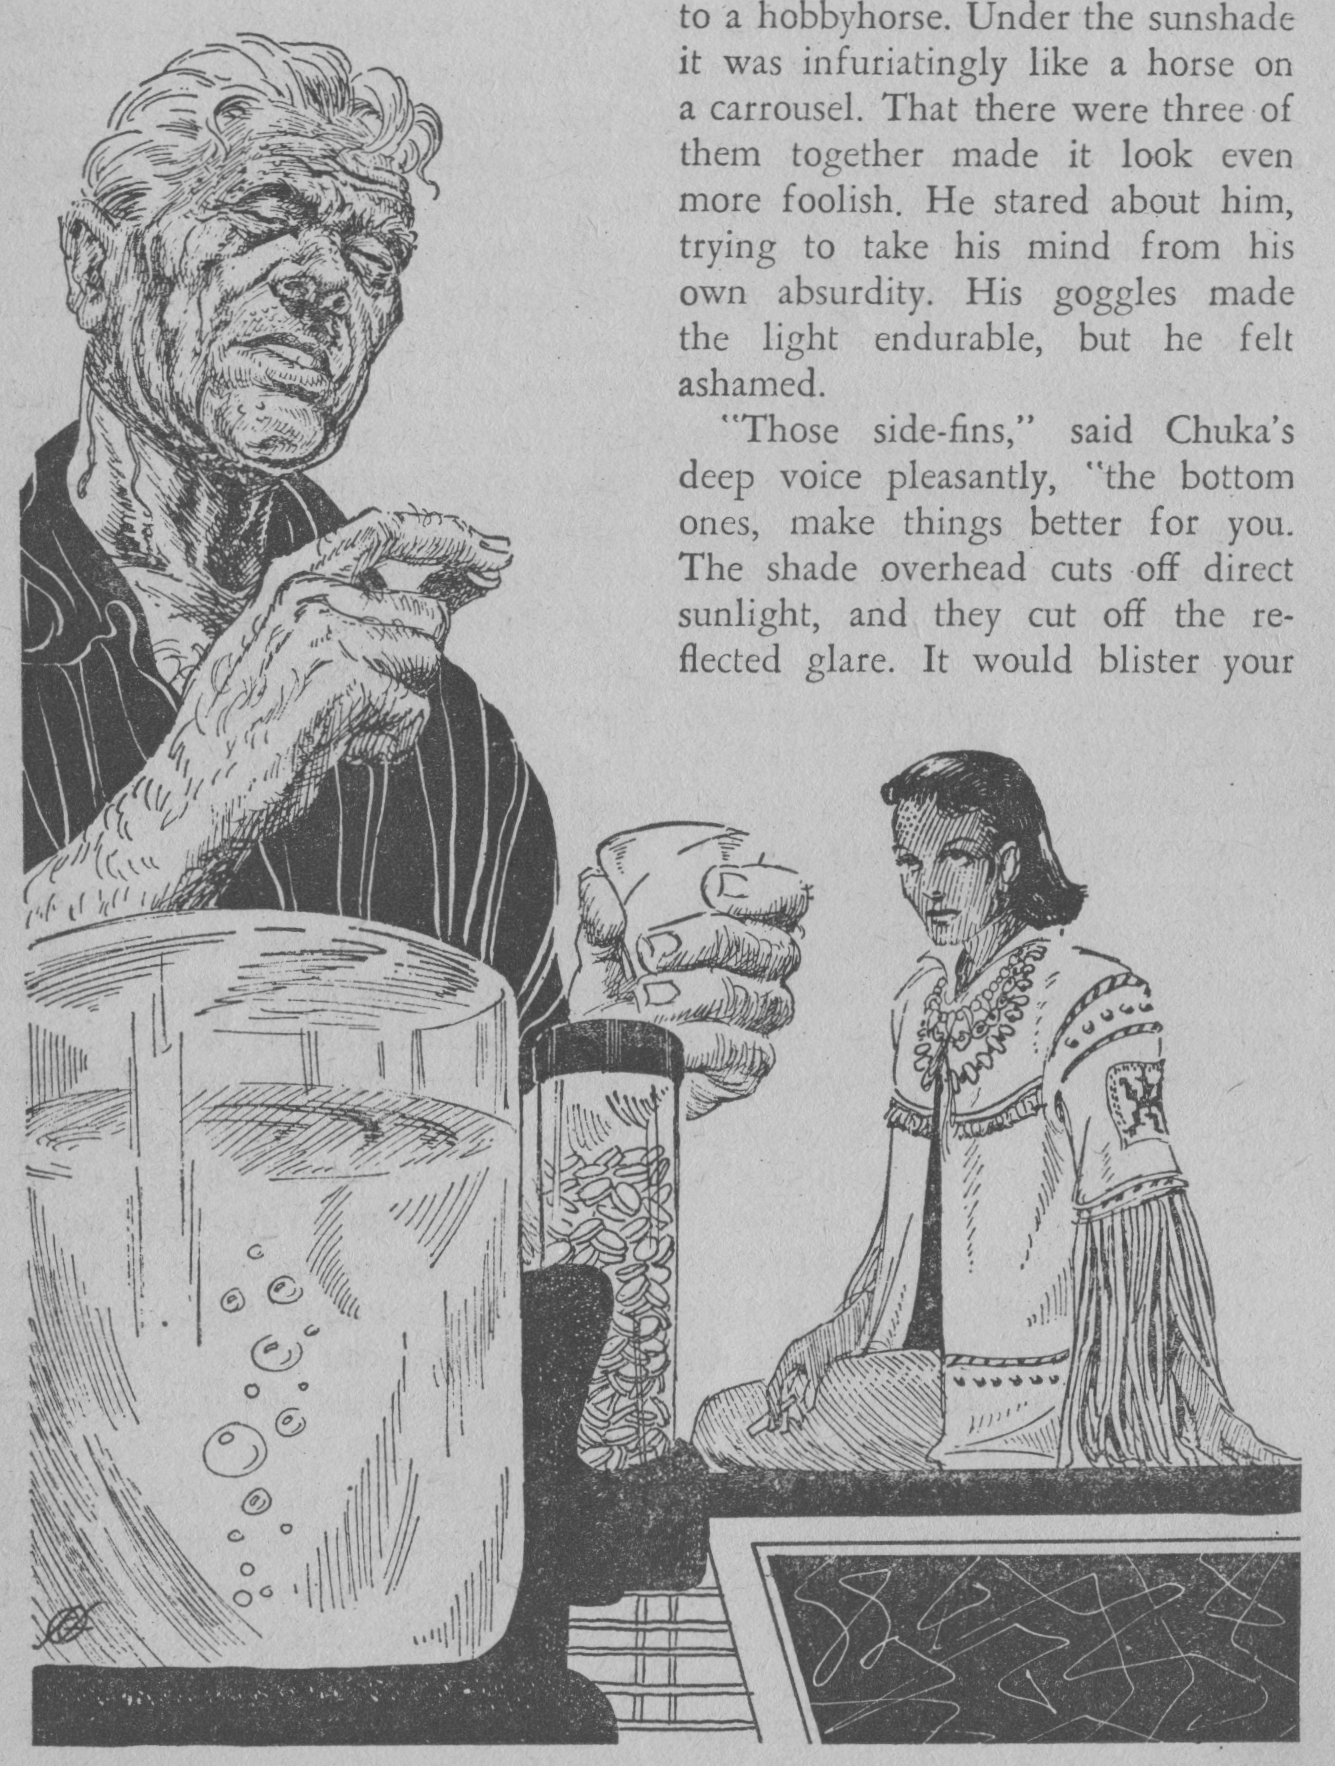 to a hobbyhorse. Under the sunshade
it was infuriatingly like a horse on
a carrousel. That there were three of
them together made it look even
more foolish. He stared about him,
trying to take his mind from his
own absurdity. His goggles made
the light endurable, but he felt
ashamed.
"Those side-fins," said Chuka's
deep voice pleasantly, "the bottom
ones, make things better for you.
The shade overhead cuts off direct
sunlight, and they cut off the re-
flected glare. It would blister your